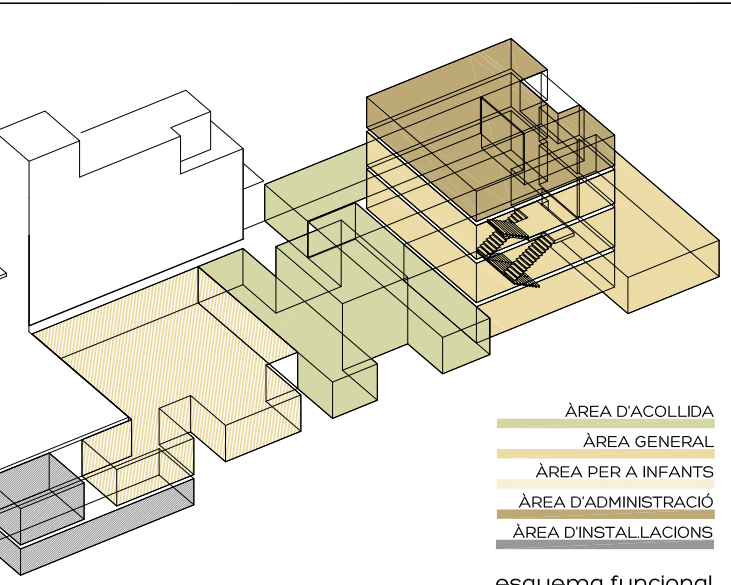 ÀREA D'ACOLLIDA
ÀREA GENERAL
ÀREA PER A INFANTS
ÀREA D'ADMINISTRACIÓ
ÀREA D'INSTAL.LACIONS
esquema funcional